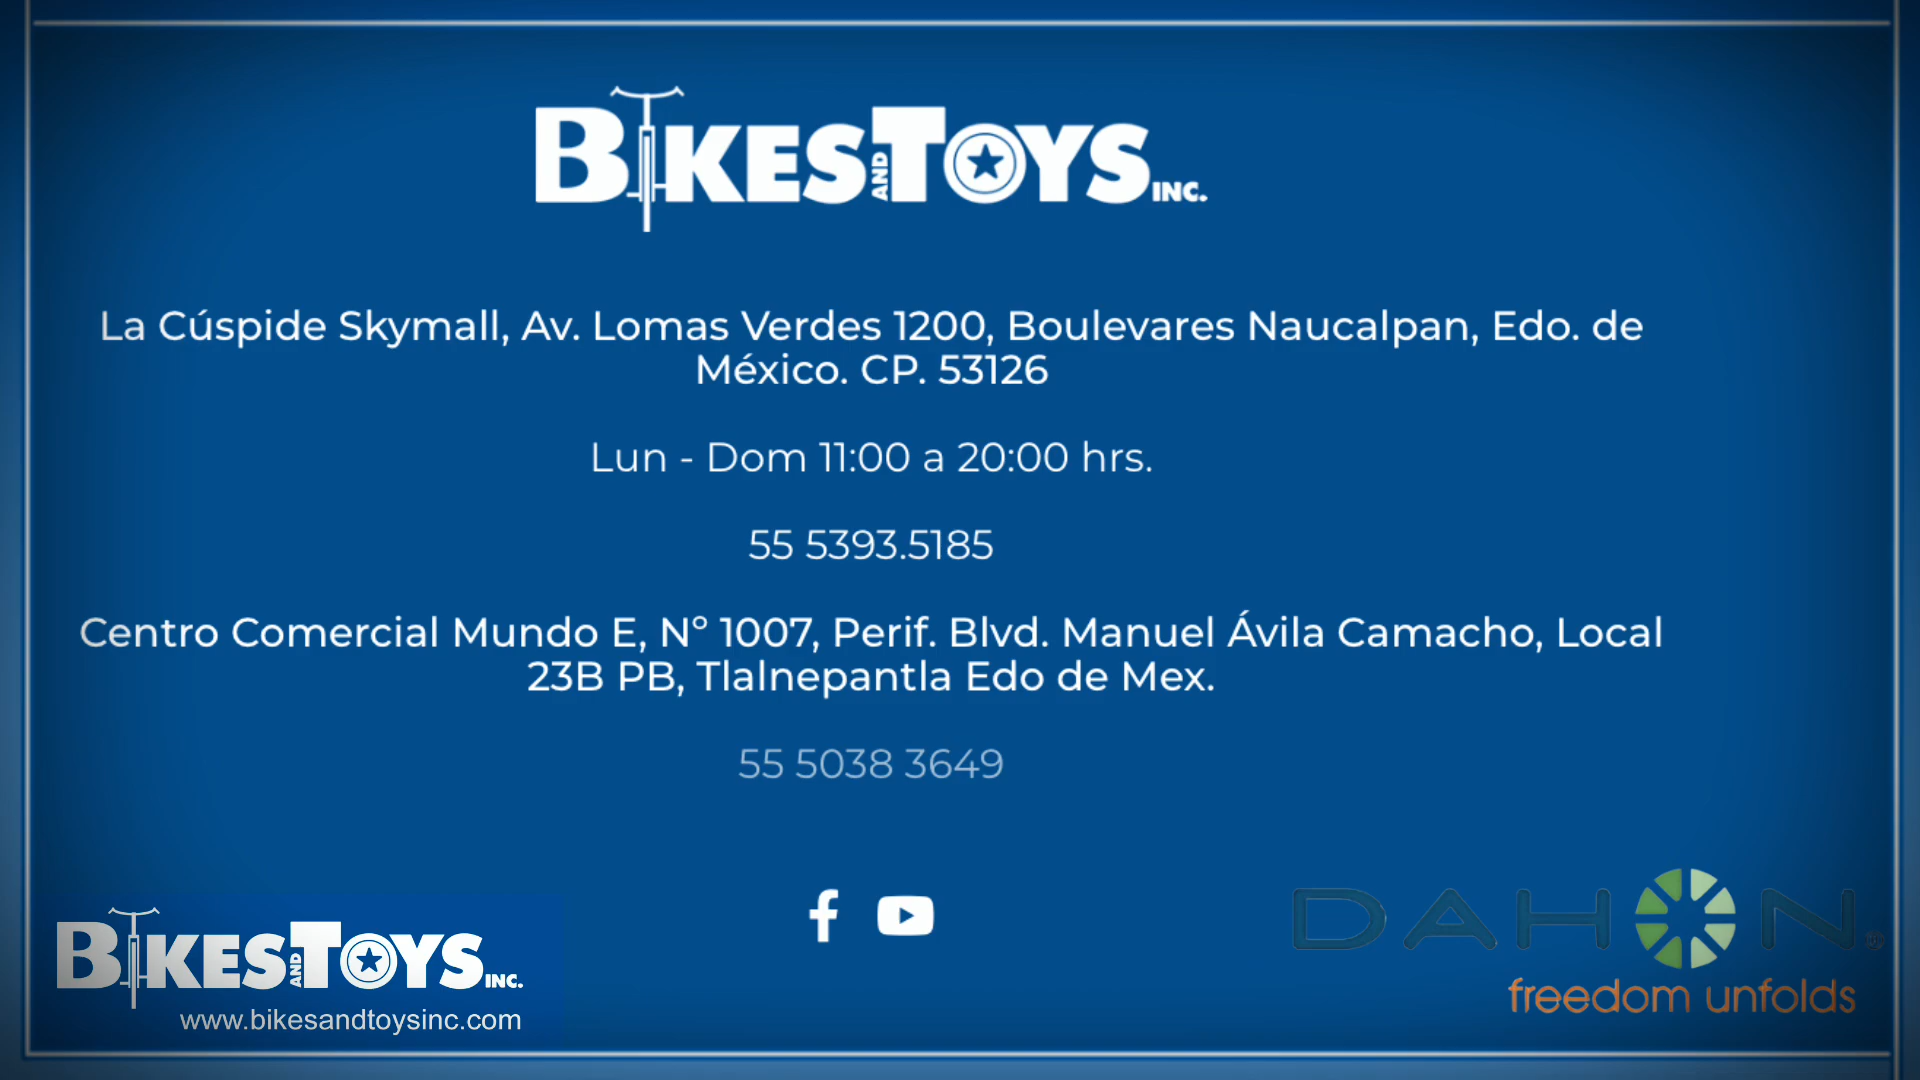 BIKES AND TOYS INC.
La Cúspide Skymall, Av. Lomas Verdes 1200, Boulevares Naucalpan, Edo. de
México. CP. 53126
Lun - Dom 11:00 a 20:00 hrs.
55 5393.5185
Centro Comercial Mundo E, Nº 1007, Perif. Blvd. Manuel Ávila Camacho, Local
23B PB, Tlalnepantla Edo de Mex.
55 5038 3649
BIKES AND TOYS INC.
www.bikesandtoysinc.com
DAHON®
freedom unfolds